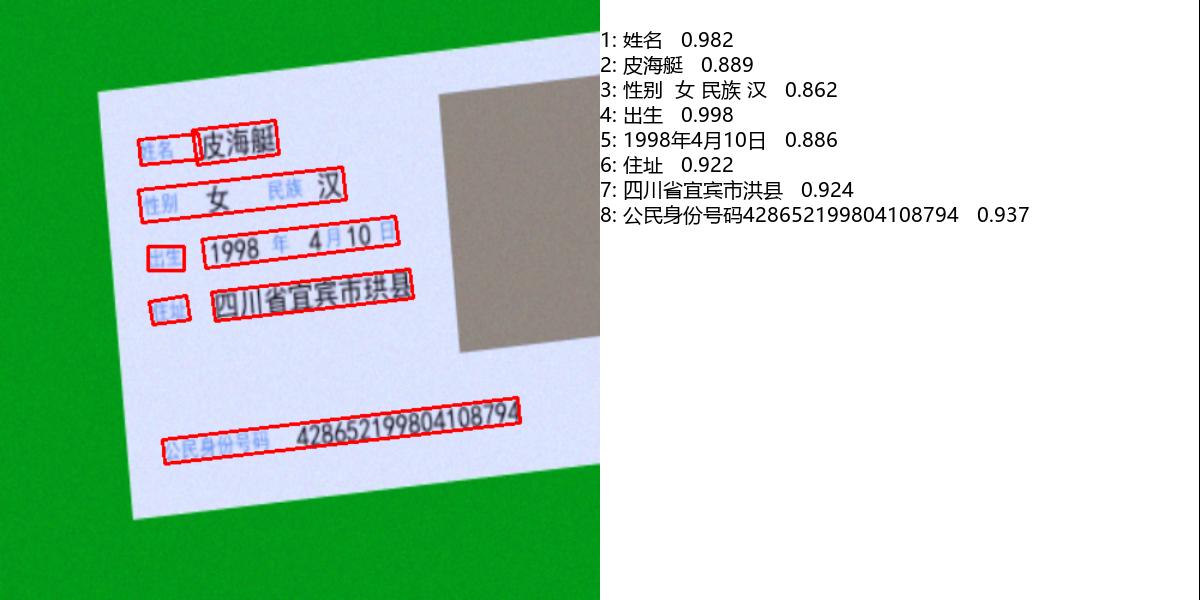 姓名 皮海艇
性别 女 民族 汉
出生 1998 年 4 月 10 日
住址 四川省宜宾市珙县
公民身份号码 428652199804108794
1: 姓名 0.982
2: 皮海艇 0.889
3: 性别 女 民族 汉 0.862
4: 出生 0.998
5: 1998年4月10日 0.886
6: 住址 0.922
7: 四川省宜宾市洪县 0.924
8: 公民身份号码428652199804108794 0.937